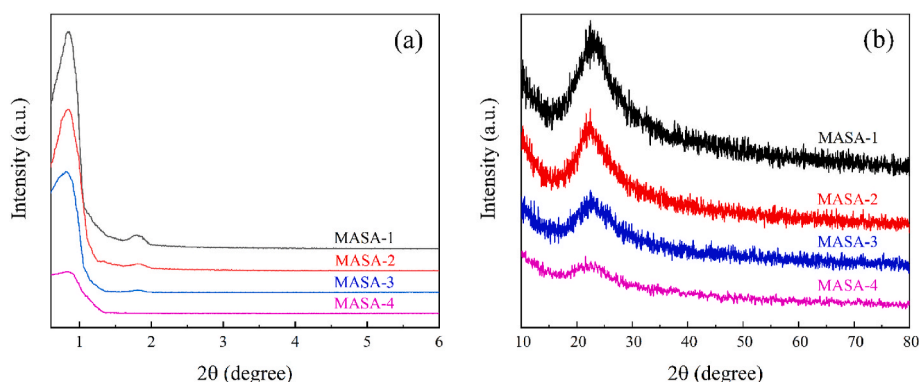 (a)
Intensity (a.u.)
MASA-1
MASA-2
MASA-3
MASA-4
1 2 3 4 5 6
2θ (degree)
(b)
Intensity (a.u.)
MASA-1
MASA-2
MASA-3
MASA-4
10 20 30 40 50 60 70 80
2θ (degree)